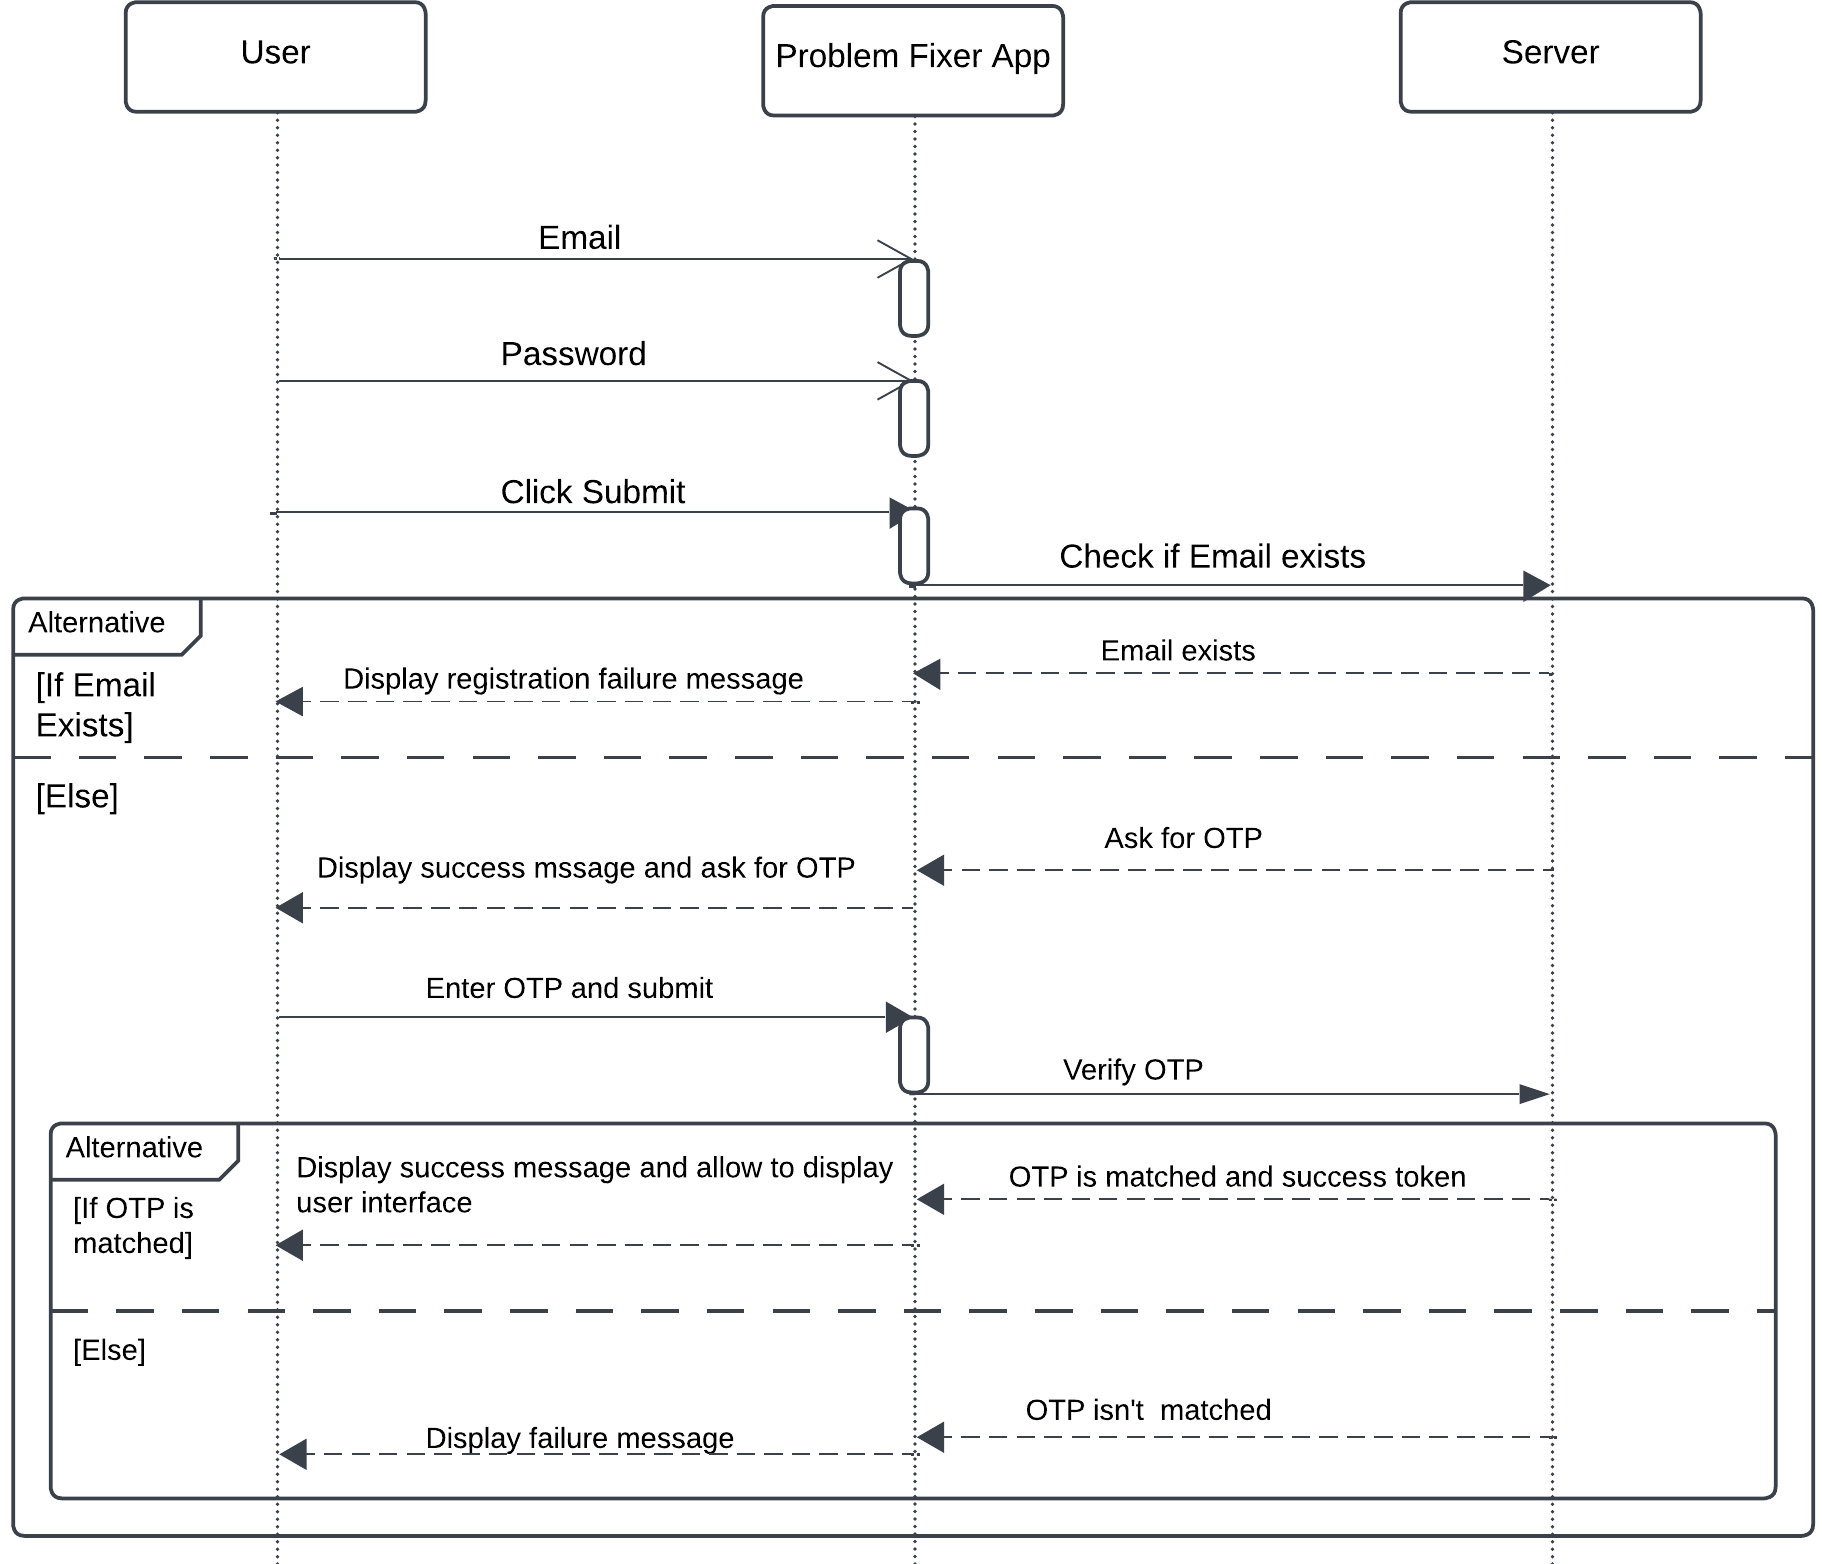 User
Problem Fixer App
Server
Email
Password
Click Submit
Check if Email exists
Alternative
Email exists
Display registration failure message
[If Email
Exists]
[Else]
Ask for OTP
Display success mssage and ask for OTP
Enter OTP and submit
Verify OTP
Alternative
Display success message and allow to display
user interface
OTP is matched and success token
[If OTP is
matched]
[Else]
OTP isn't  matched
Display failure message